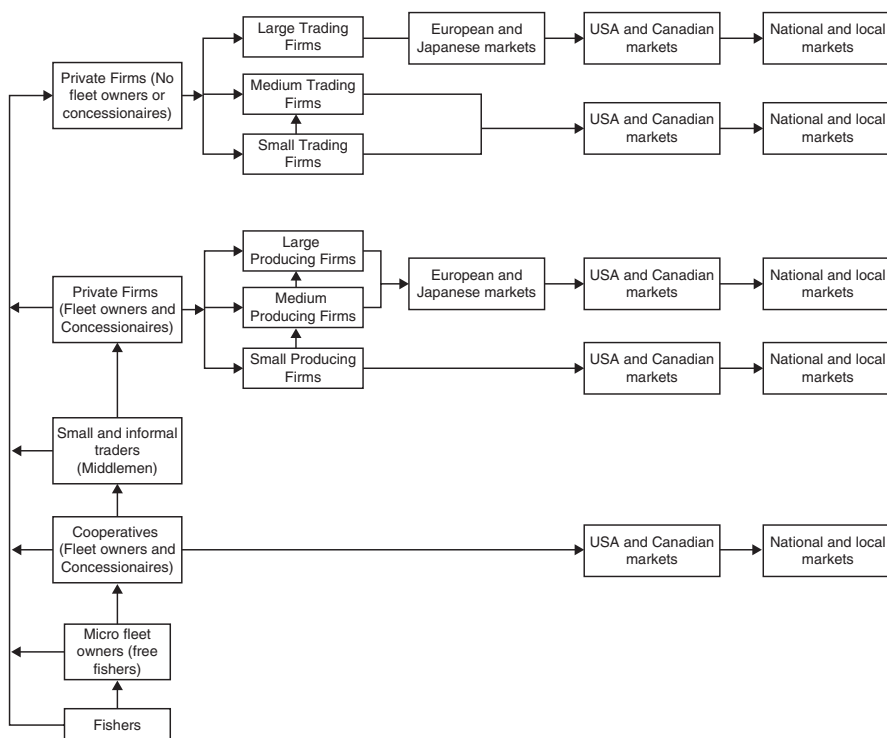 Large Trading
Firms
European and
Japanese markets
USA and Canadian
markets
National and local
markets
Private Firms (No
fleet owners or
concessionaires)
Medium Trading
Firms
Small Trading
Firms
USA and Canadian
markets
National and local
markets
Large
Producing Firms
Private Firms
(Fleet owners and
Concessionaires)
Medium
Producing Firms
European and
Japanese markets
USA and Canadian
markets
National and local
markets
Small Producing
Firms
USA and Canadian
markets
National and local
markets
Small and informal
traders
(Middlemen)
Cooperatives
(Fleet owners and
Concessionaires)
USA and Canadian
markets
National and local
markets
Micro fleet
owners (free
fishers)
Fishers